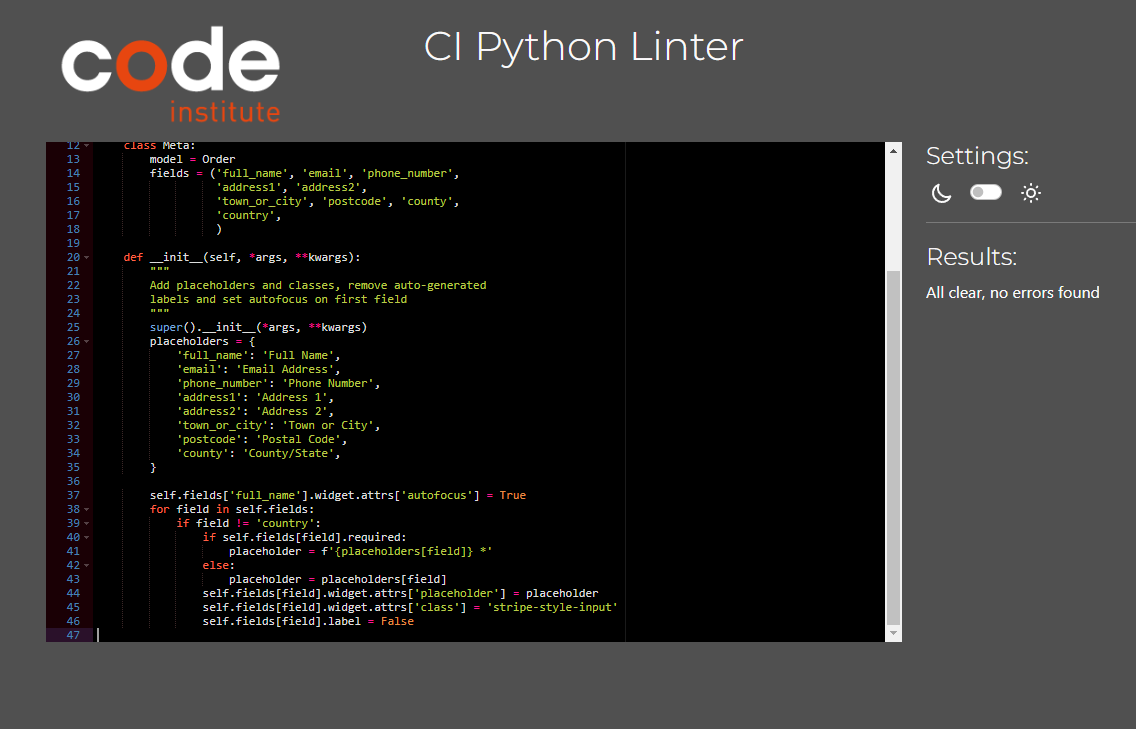 code
institute
CI Python Linter
12 class Meta:
13 model = Order
14 fields = ('full_name', 'email', 'phone_number',
15 'address1', 'address2',
16 'town_or_city', 'postcode', 'county',
17 'country',
18 )
19
20 def __init__(self, *args, **kwargs):
21 """
22 Add placeholders and classes, remove auto-generated
23 labels and set autofocus on first field
24 """
25 super().__init__(*args, **kwargs)
26 placeholders = {
27 'full_name': 'Full Name',
28 'email': 'Email Address',
29 'phone_number': 'Phone Number',
30 'address1': 'Address 1',
31 'address2': 'Address 2',
32 'town_or_city': 'Town or City',
33 'postcode': 'Postal Code',
34 'county': 'County/State',
35 }
36
37 self.fields['full_name'].widget.attrs['autofocus'] = True
38 for field in self.fields:
39 if field != 'country':
40 if self.fields[field].required:
41 placeholder = f'{placeholders[field]} *'
42 else:
43 placeholder = placeholders[field]
44 self.fields[field].widget.attrs['placeholder'] = placeholder
45 self.fields[field].widget.attrs['class'] = 'stripe-style-input'
46 self.fields[field].label = False
47
Settings:
Results:
All clear, no errors found